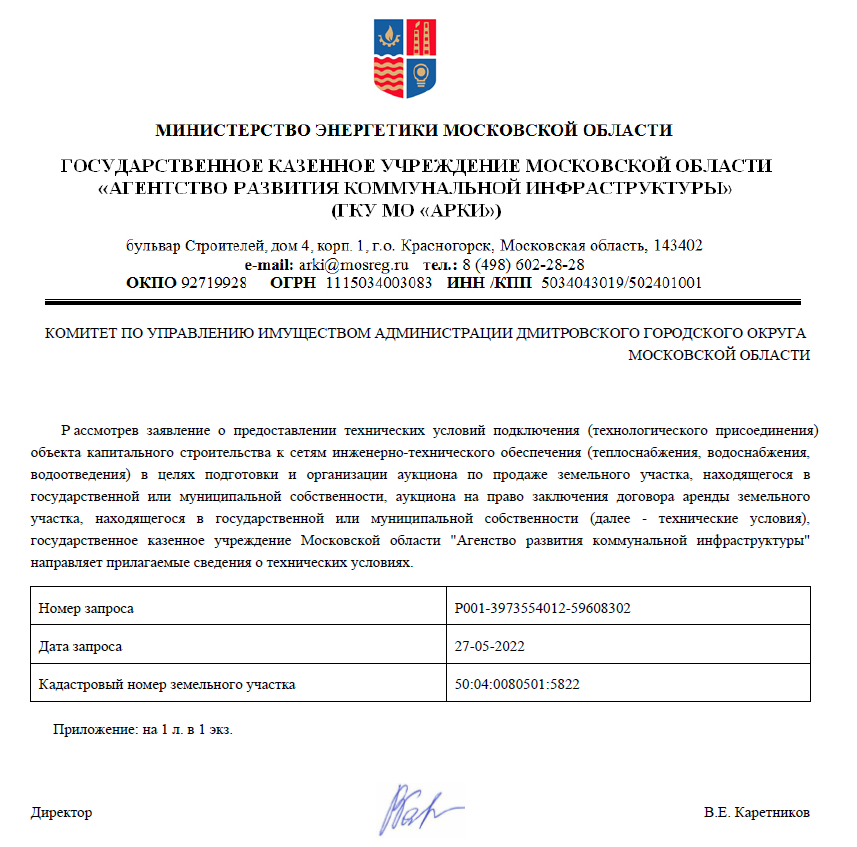 МИНИСТЕРСТВО ЭНЕРГЕТИКИ МОСКОВСКОЙ ОБЛАСТИ
ГОСУДАРСТВЕННОЕ КАЗЕННОЕ УЧРЕЖДЕНИЕ МОСКОВСКОЙ ОБЛАСТИ
«АГЕНТСТВО РАЗВИТИЯ КОММУНАЛЬНОЙ ИНФРАСТРУКТУРЫ»
(ГКУ МО «АРКИ»)
бульвар Строителей, дом 4, корп. 1, г.о. Красногорск, Московская область, 143402
e-mail: arki@mosreg.ru тел.: 8 (498) 602-28-28
ОКПО 92719928 ОГРН 1115034003083 ИНН /КПП 5034043019/502401001
КОМИТЕТ ПО УПРАВЛЕНИЮ ИМУЩЕСТВОМ АДМИНИСТРАЦИИ ДМИТРОВСКОГО ГОРОДСКОГО ОКРУГА
МОСКОВСКОЙ ОБЛАСТИ
Р ассмотрев заявление о предоставлении технических условий подключения (технологического присоединения)
объекта капитального строительства к сетям инженерно-технического обеспечения (теплоснабжения, водоснабжения,
водоотведения) в целях подготовки и организации аукциона по продаже земельного участка, находящегося в
государственной или муниципальной собственности, аукциона на право заключения договора аренды земельного
участка, находящегося в государственной или муниципальной собственности (далее - технические условия),
государственное казенное учреждение Московской области "Агенство развития коммунальной инфраструктуры"
направляет прилагаемые сведения о технических условиях.
Номер запроса P001-3973554012-59608302
Дата запроса 27-05-2022
Кадастровый номер земельного участка 50:04:0080501:5822
Приложение: на 1 л. в 1 экз.
Директор В.Е. Каретников